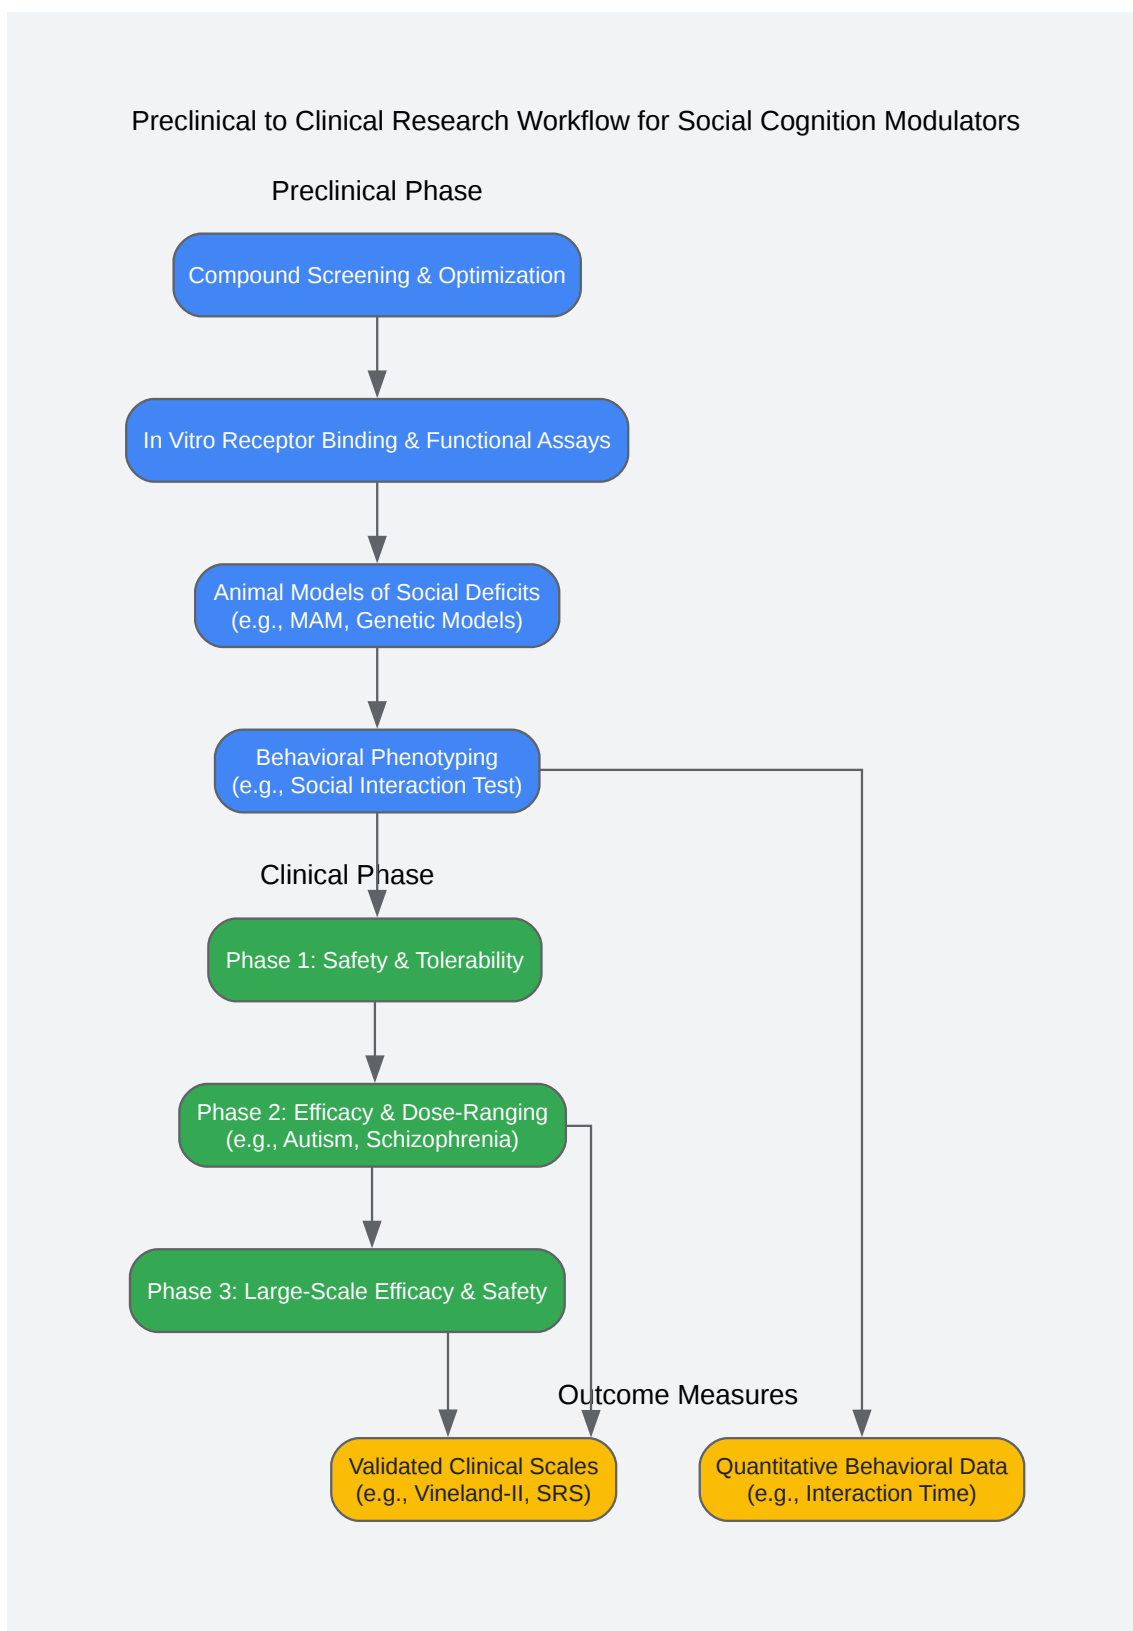 Preclinical to Clinical Research Workflow for Social Cognition Modulators
Preclinical Phase
Compound Screening & Optimization
In Vitro Receptor Binding & Functional Assays
Animal Models of Social Deficits
(e.g., MAM, Genetic Models)
Behavioral Phenotyping
(e.g., Social Interaction Test)
Clinical Phase
Phase 1: Safety & Tolerability
Phase 2: Efficacy & Dose-Ranging
(e.g., Autism, Schizophrenia)
Phase 3: Large-Scale Efficacy & Safety
Outcome Measures
Validated Clinical Scales
(e.g., Vineland-II, SRS)
Quantitative Behavioral Data
(e.g., Interaction Time)